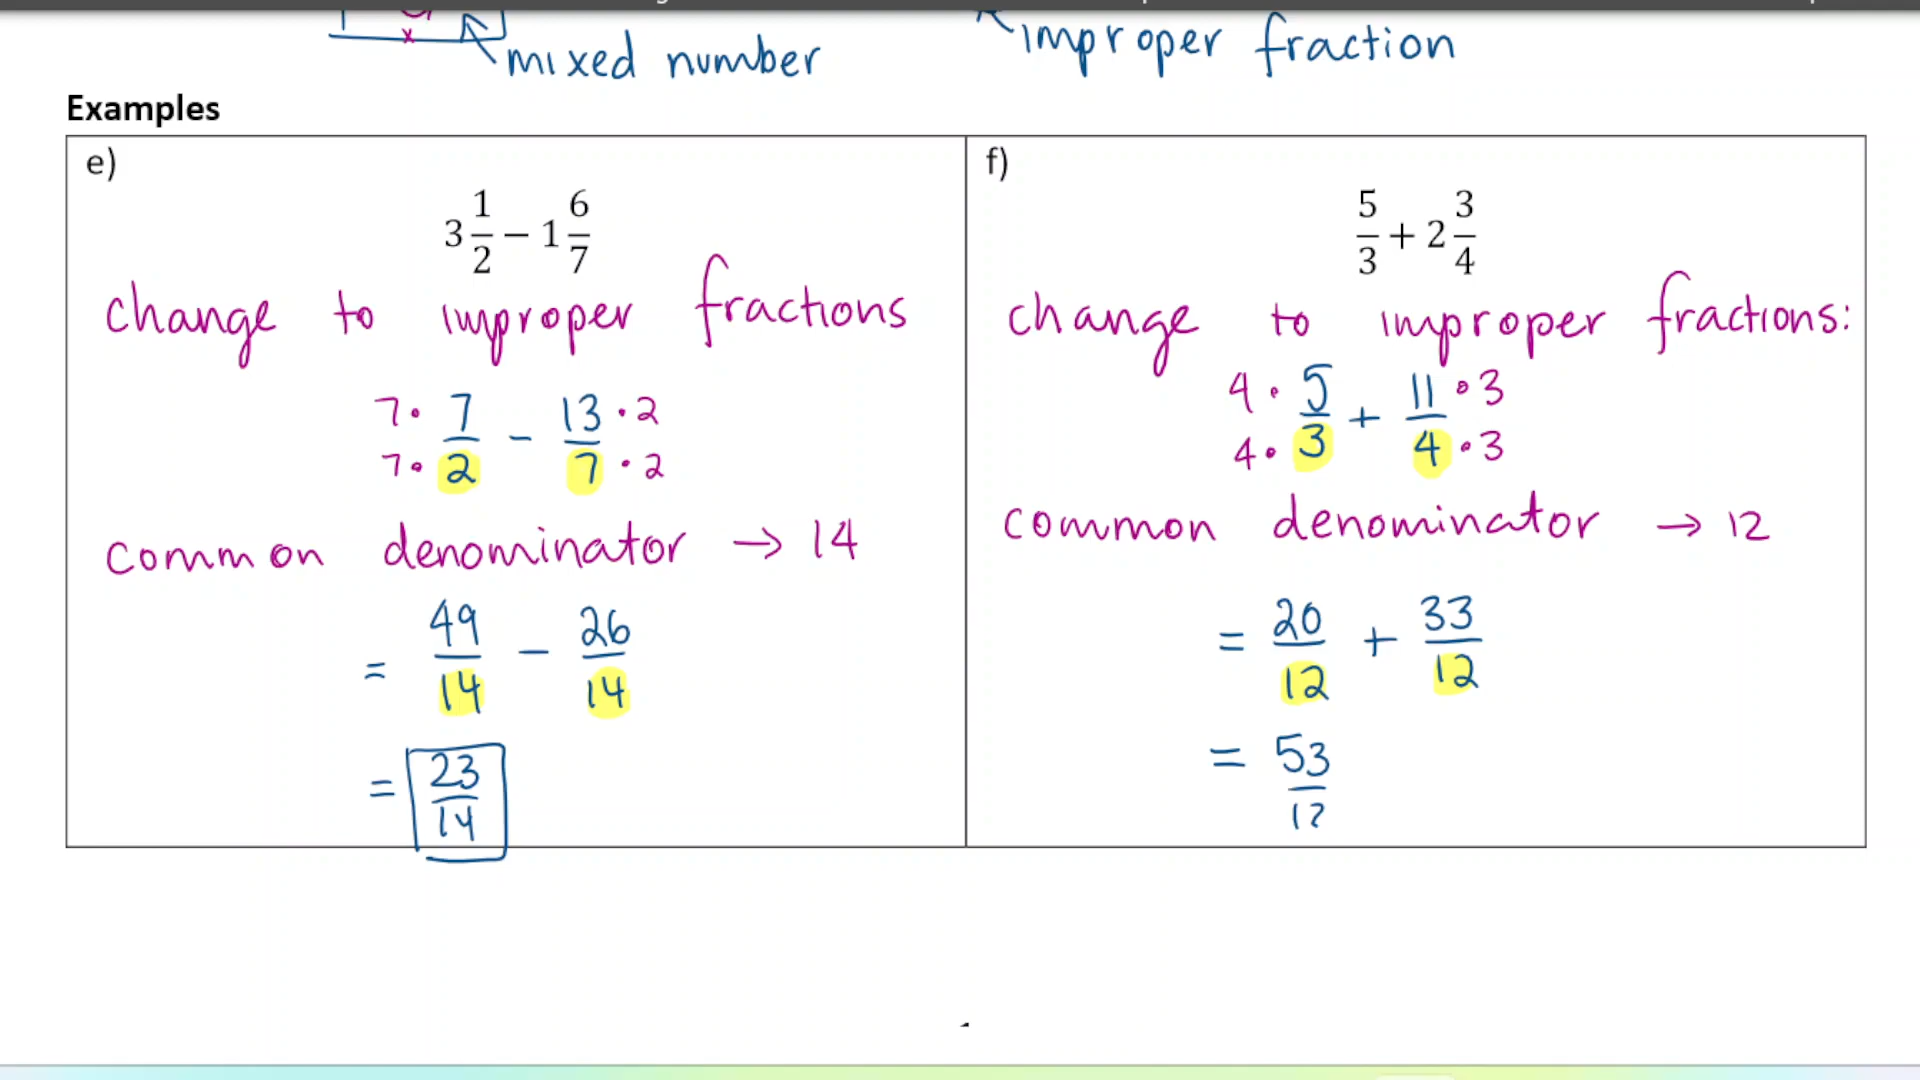 mixed number
improper fraction
Examples
e)
3 1/2 − 1 6/7
change to improper fractions
7 · 7/2 − 13/7 · 2
7 · · 2
common denominator → 14
= 49/14 − 26/14
= 23/14
f)
5/3 + 2 3/4
change to improper fractions:
4 · 5/3 + 11/4 · 3
4 · · 3
common denominator → 12
= 20/12 + 33/12
= 53/12